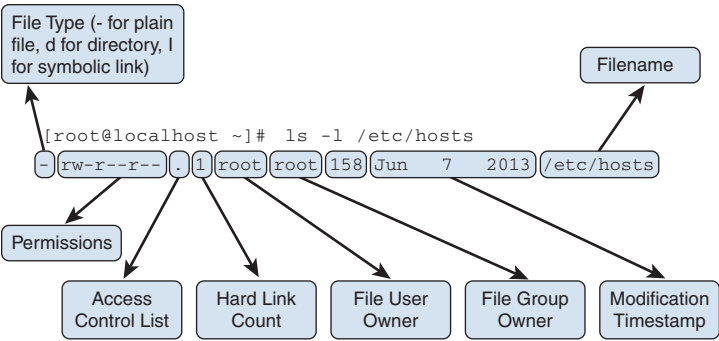 File Type (- for plain
file, d for directory, l
for symbolic link)
Filename
[root@localhost ~]# ls -l /etc/hosts
- rw-r--r-- . 1 root root 158 Jun 7 2013 /etc/hosts
Permissions
Access
Control List
Hard Link
Count
File User
Owner
File Group
Owner
Modification
Timestamp